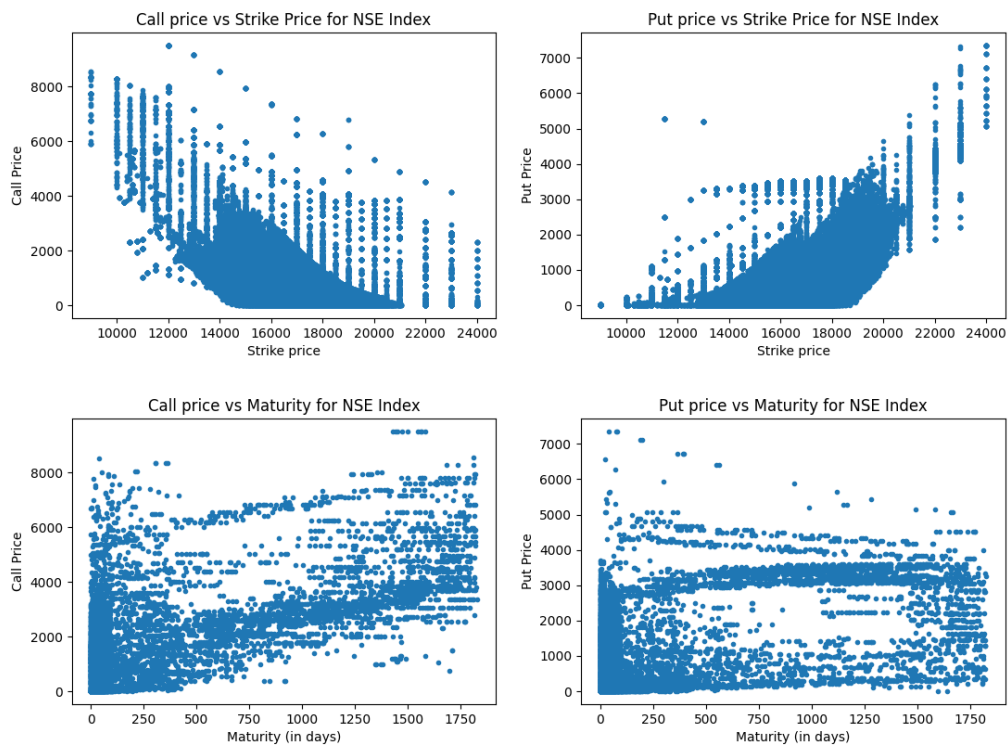 Call price vs Strike Price for NSE Index
Call Price
8000
6000
4000
2000
0
10000 12000 14000 16000 18000 20000 22000 24000
Strike price
Put price vs Strike Price for NSE Index
Put Price
7000
6000
5000
4000
3000
2000
1000
0
10000 12000 14000 16000 18000 20000 22000 24000
Strike price
Call price vs Maturity for NSE Index
Call Price
8000
6000
4000
2000
0
0 250 500 750 1000 1250 1500 1750
Maturity (in days)
Put price vs Maturity for NSE Index
Put Price
7000
6000
5000
4000
3000
2000
1000
0
0 250 500 750 1000 1250 1500 1750
Maturity (in days)